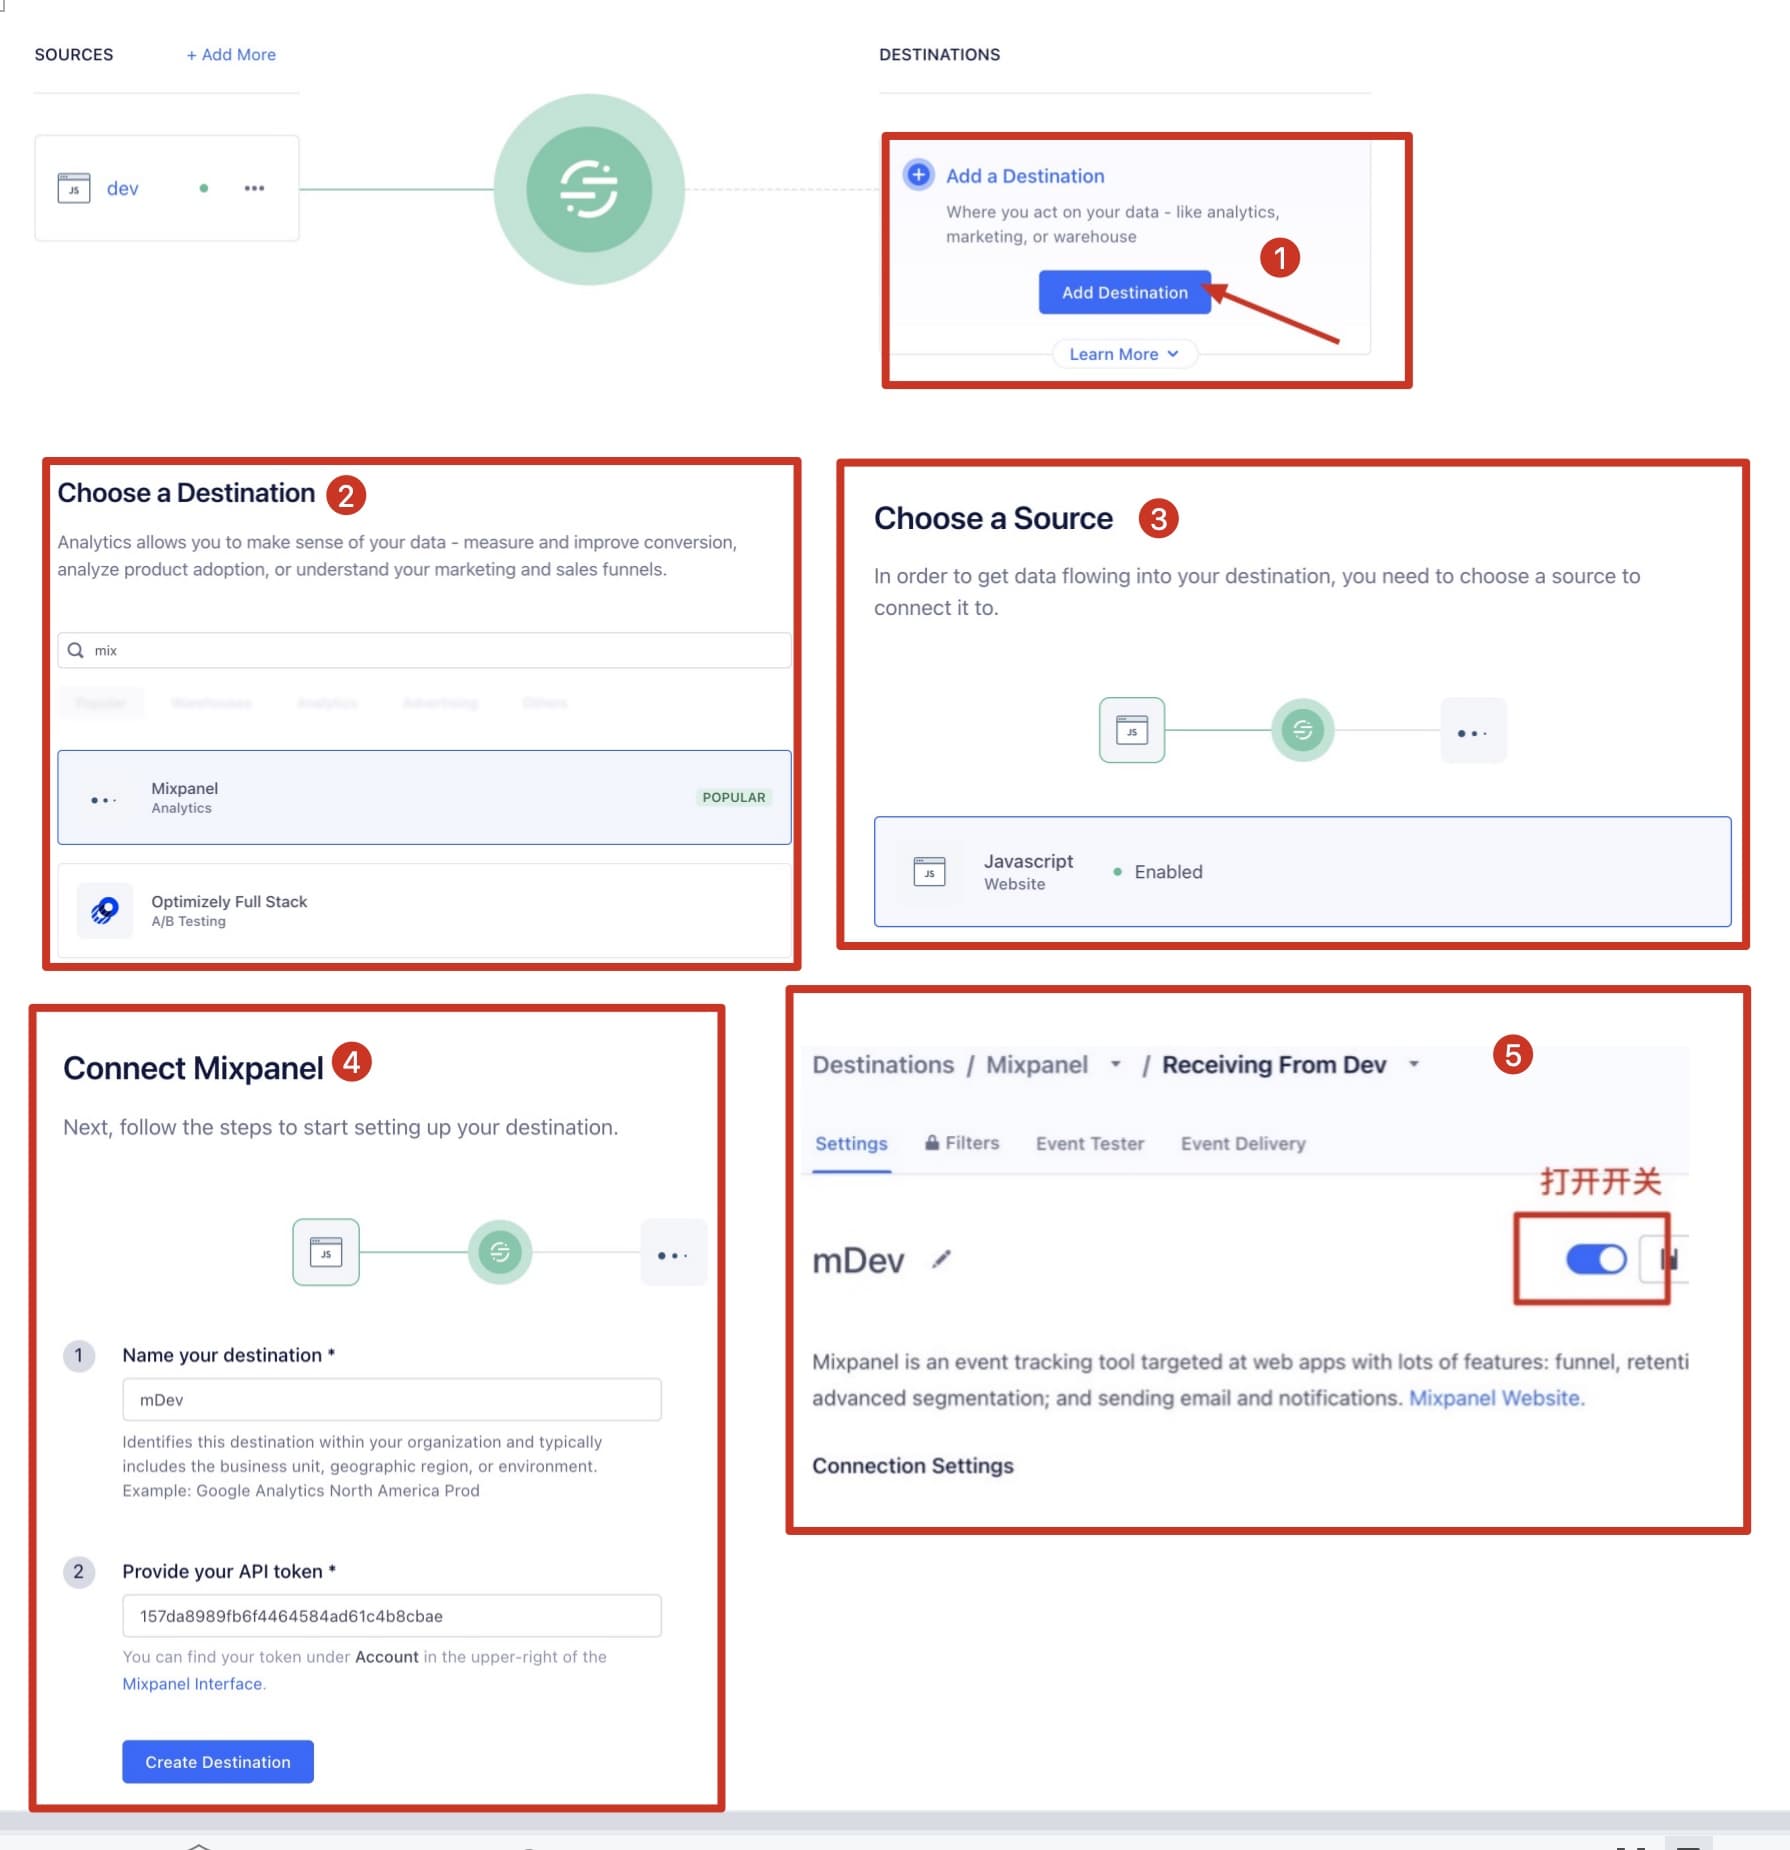 SOURCES
+ Add More
DESTINATIONS
JS
dev
Add a Destination
Where you act on your data - like analytics,
marketing, or warehouse
1
Add Destination
Learn More
Choose a Destination 2
Analytics allows you to make sense of your data - measure and improve conversion,
analyze product adoption, or understand your marketing and sales funnels.
mix
Popular Warehouses Analytics Advertising Others
Mixpanel
Analytics
POPULAR
Optimizely Full Stack
A/B Testing
Choose a Source 3
In order to get data flowing into your destination, you need to choose a source to
connect it to.
JS
JS
Javascript
Website
Enabled
Connect Mixpanel 4
Next, follow the steps to start setting up your destination.
JS
1 Name your destination *
mDev
Identifies this destination within your organization and typically
includes the business unit, geographic region, or environment.
Example: Google Analytics North America Prod
2 Provide your API token *
157da8989fb6f4464584ad61c4b8cbae
You can find your token under Account in the upper-right of the
Mixpanel Interface.
Create Destination
Destinations / Mixpanel / Receiving From Dev
5
Settings Filters Event Tester Event Delivery
打开开关
mDev
Mixpanel is an event tracking tool targeted at web apps with lots of features: funnel, retenti
advanced segmentation; and sending email and notifications. Mixpanel Website.
Connection Settings